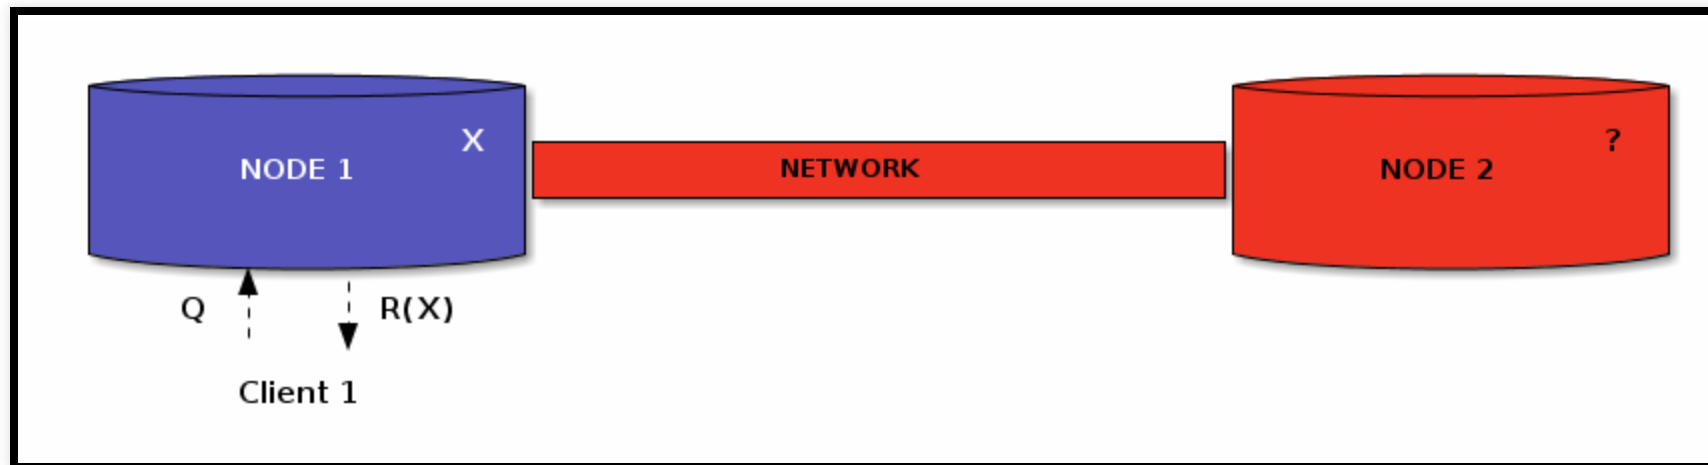 X
NODE 1
NETWORK
?
NODE 2
Q
R(X)
Client 1